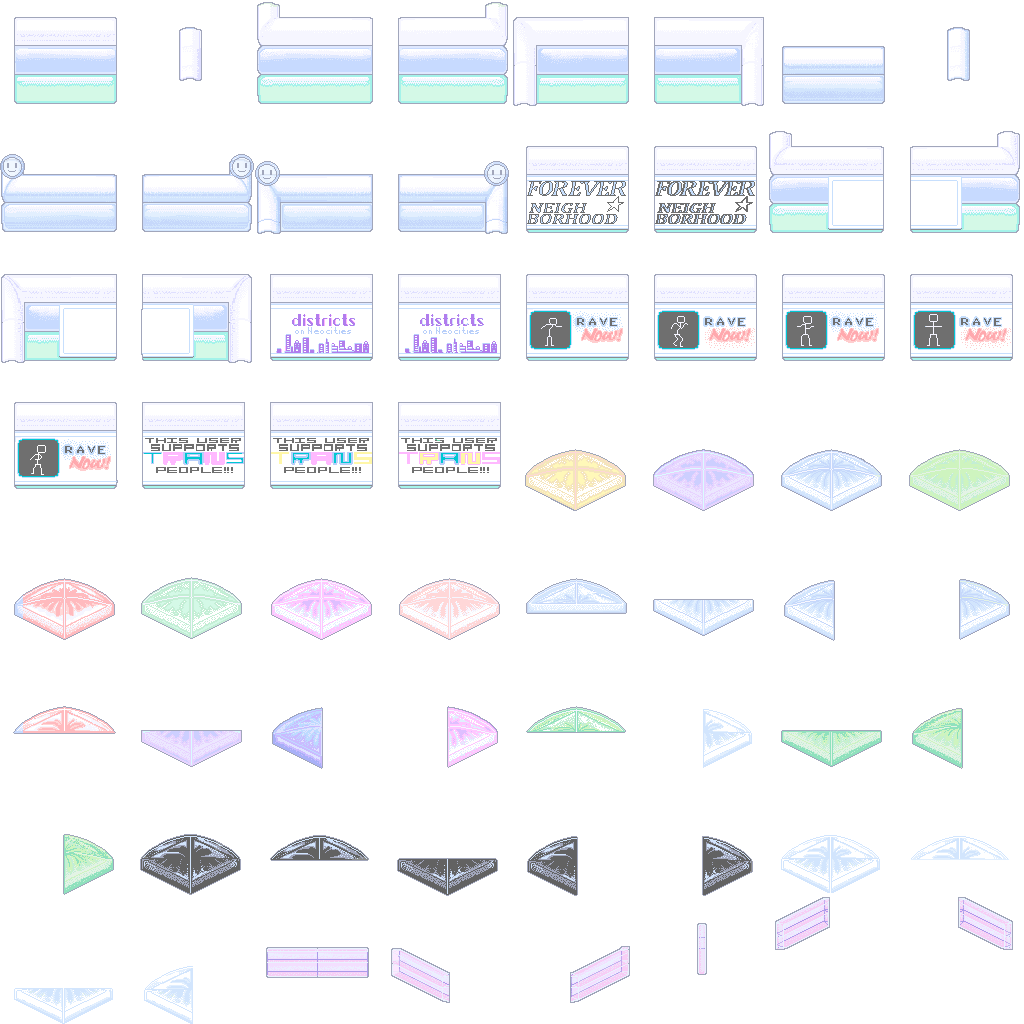 FOREVER
NEIGH
BORHOOD
FOREVER
NEIGH
BORHOOD
districts
on Neocities
districts
on Neocities
RAVE
NOW!
RAVE
NOW!
RAVE
NOW!
RAVE
NOW!
RAVE
NOW!
THIS USER
SUPPORTS
TRANS
PEOPLE!!!
THIS USER
SUPPORTS
TRANS
PEOPLE!!!
THIS USER
SUPPORTS
TRANS
PEOPLE!!!